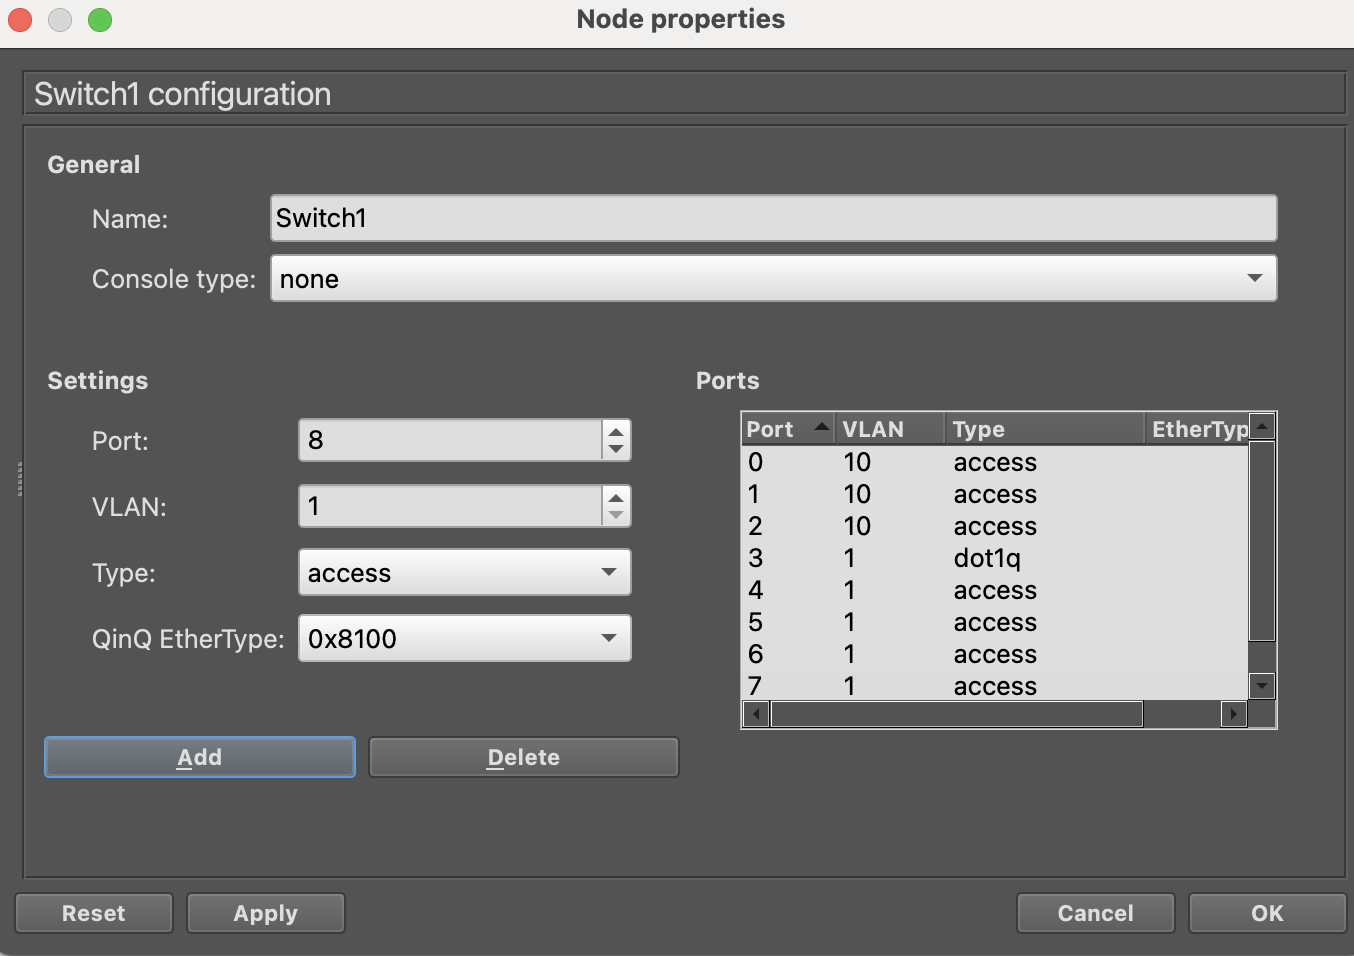 Node properties
Switch1 configuration
General
Name: Switch1
Console type: none
Settings
Port: 8
VLAN: 1
Type: access
QinQ EtherType: 0x8100
Add Delete
Ports
Port VLAN Type EtherTyp
0 10 access
1 10 access
2 10 access
3 1 dot1q
4 1 access
5 1 access
6 1 access
7 1 access
Reset Apply Cancel OK